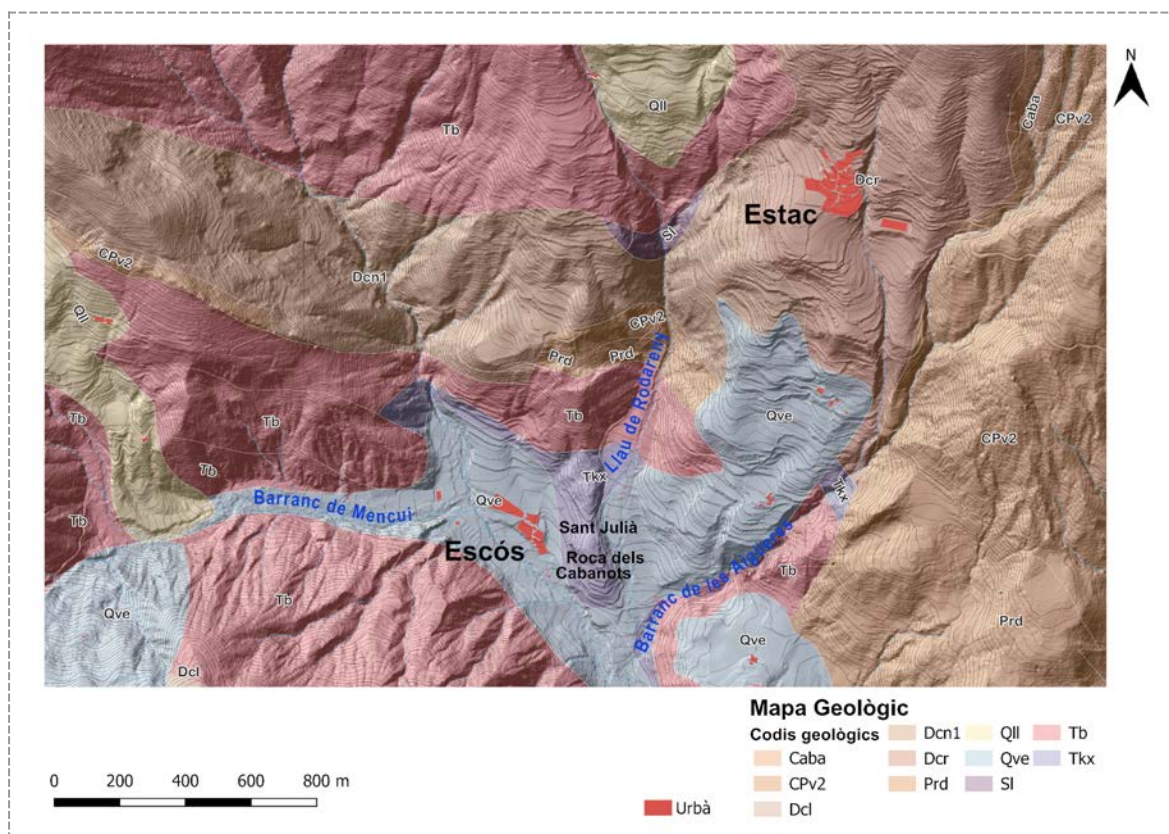 N
Qll
Tb
Caba
CPv2
Dcr
Estac
Sl
CPv2
Dcn1
Qll
CPv2
Prd
Prd
Llau de Rodareny
Tb
Tb
Tb
Qve
CPv2
Tb
Tkx
Tkx
Barranc de Mencui
Qve
Tb
Sant Julià
Escós
Roca dels
Cabanots
Barranc de les Aigüeres
Tb
Tb
Qve
Prd
Qve
Dcl
Mapa Geològic
Codis geològics
Caba
CPv2
Dcl
Dcn1
Dcr
Prd
Qll
Qve
Sl
Tb
Tkx
0 200 400 600 800 m
Urbà